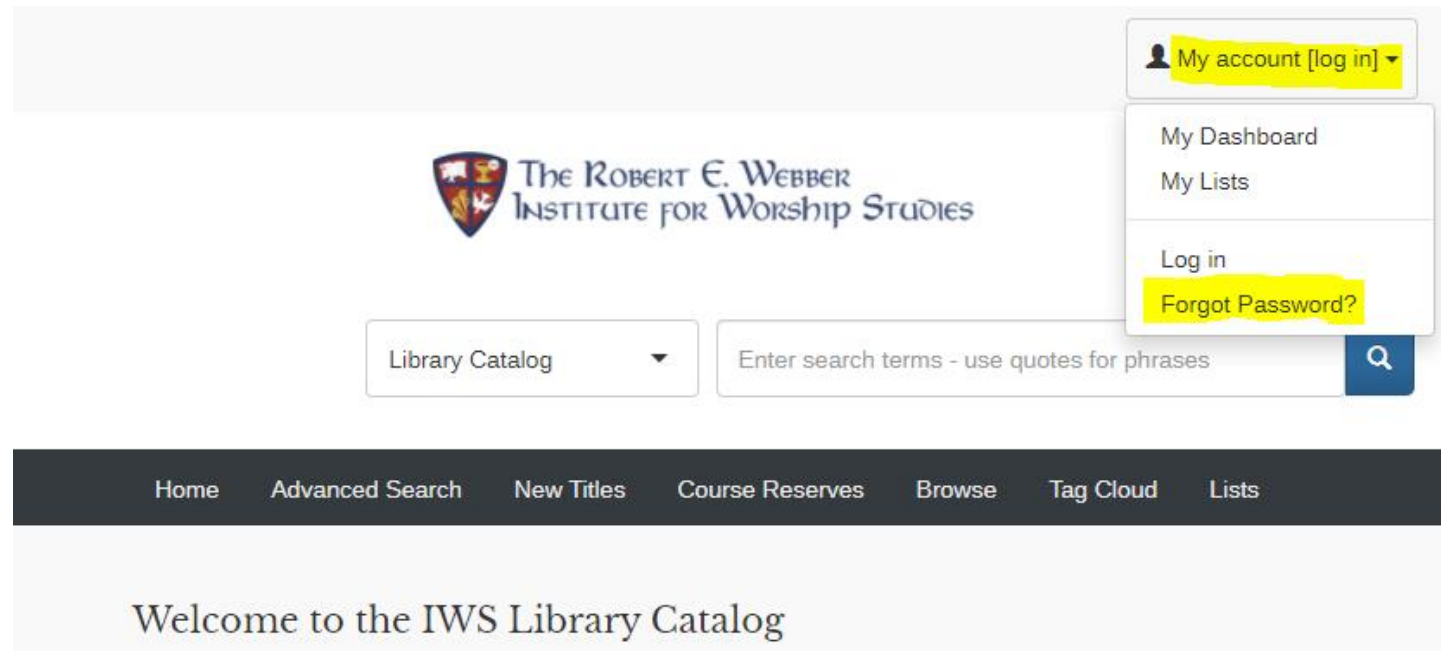 My account [log in]
My Dashboard
My Lists
Log in
Forgot Password?
The Robert E. Webber
Institute for Worship Studies
Library Catalog
Enter search terms - use quotes for phrases
Home Advanced Search New Titles Course Reserves Browse Tag Cloud Lists
Welcome to the IWS Library Catalog